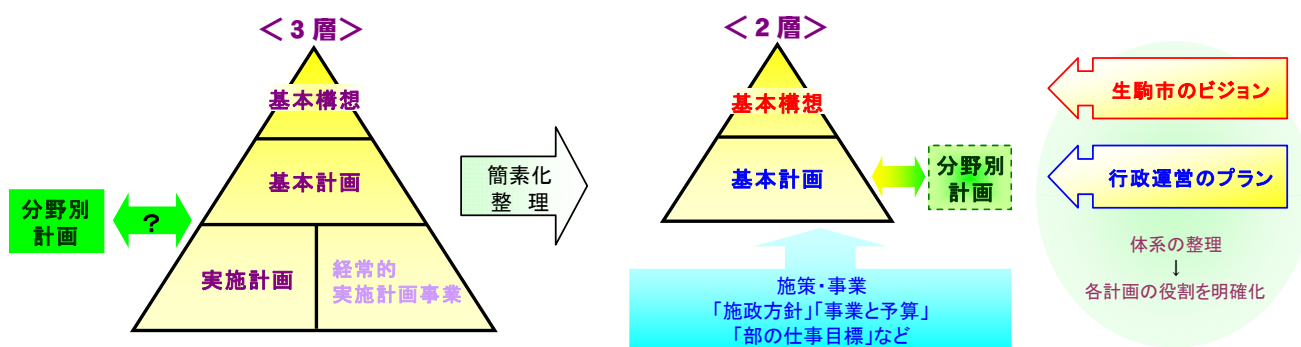 ＜3層＞
基本構想
基本計画
分野別
計画
？
実施計画
経常的
実施計画事業
簡素化
整　理
＜2層＞
基本構想
基本計画
分野別
計画
施策・事業
「施政方針」「事業と予算」
「部の仕事目標」など
生駒市のビジョン
行政運営のプラン
体系の整理
↓
各計画の役割を明確化